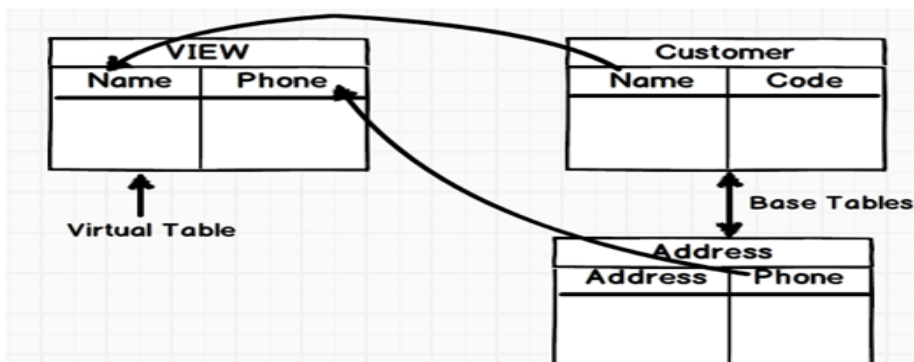 VIEW
Name Phone
Virtual Table
Customer
Name Code
Base Tables
Address
Address Phone